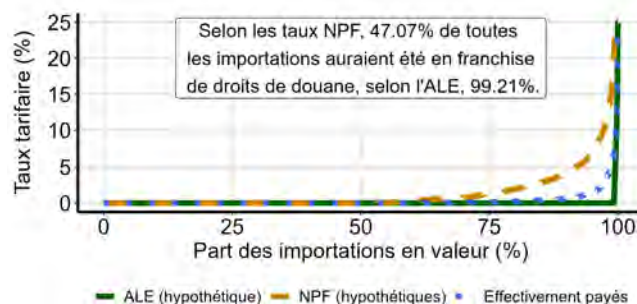 Selon les taux NPF, 47.07% de toutes
les importations auraient été en franchise
de droits de douane, selon l'ALE, 99.21%.
Taux tarifaire (%)
25
20
15
10
5
0
0 25 50 75 100
Part des importations en valeur (%)
ALE (hypothétique) NPF (hypothétiques) Effectivement payés